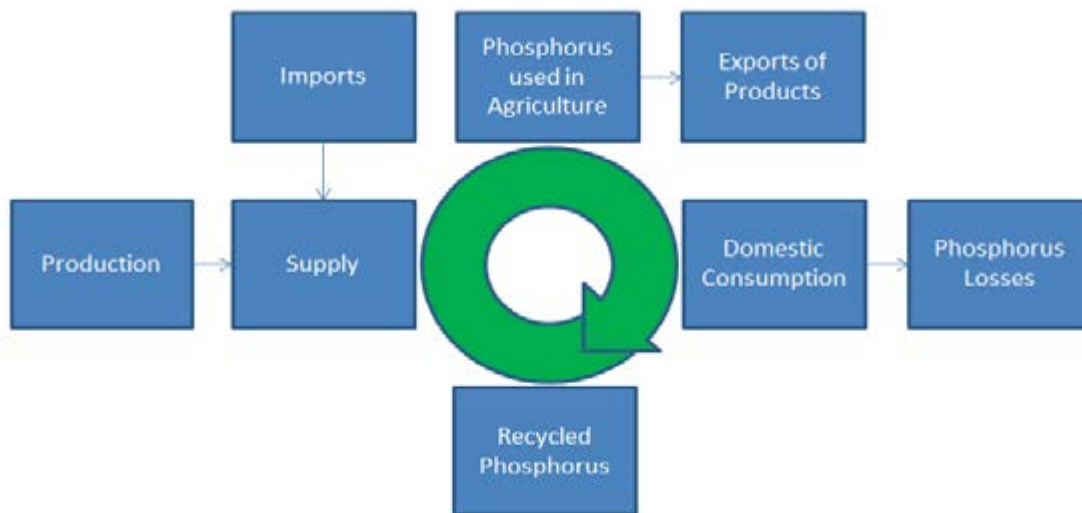 Imports
Phosphorus
used in
Agriculture
Exports of
Products
Production
Supply
Domestic
Consumption
Phosphorus
Losses
Recycled
Phosphorus